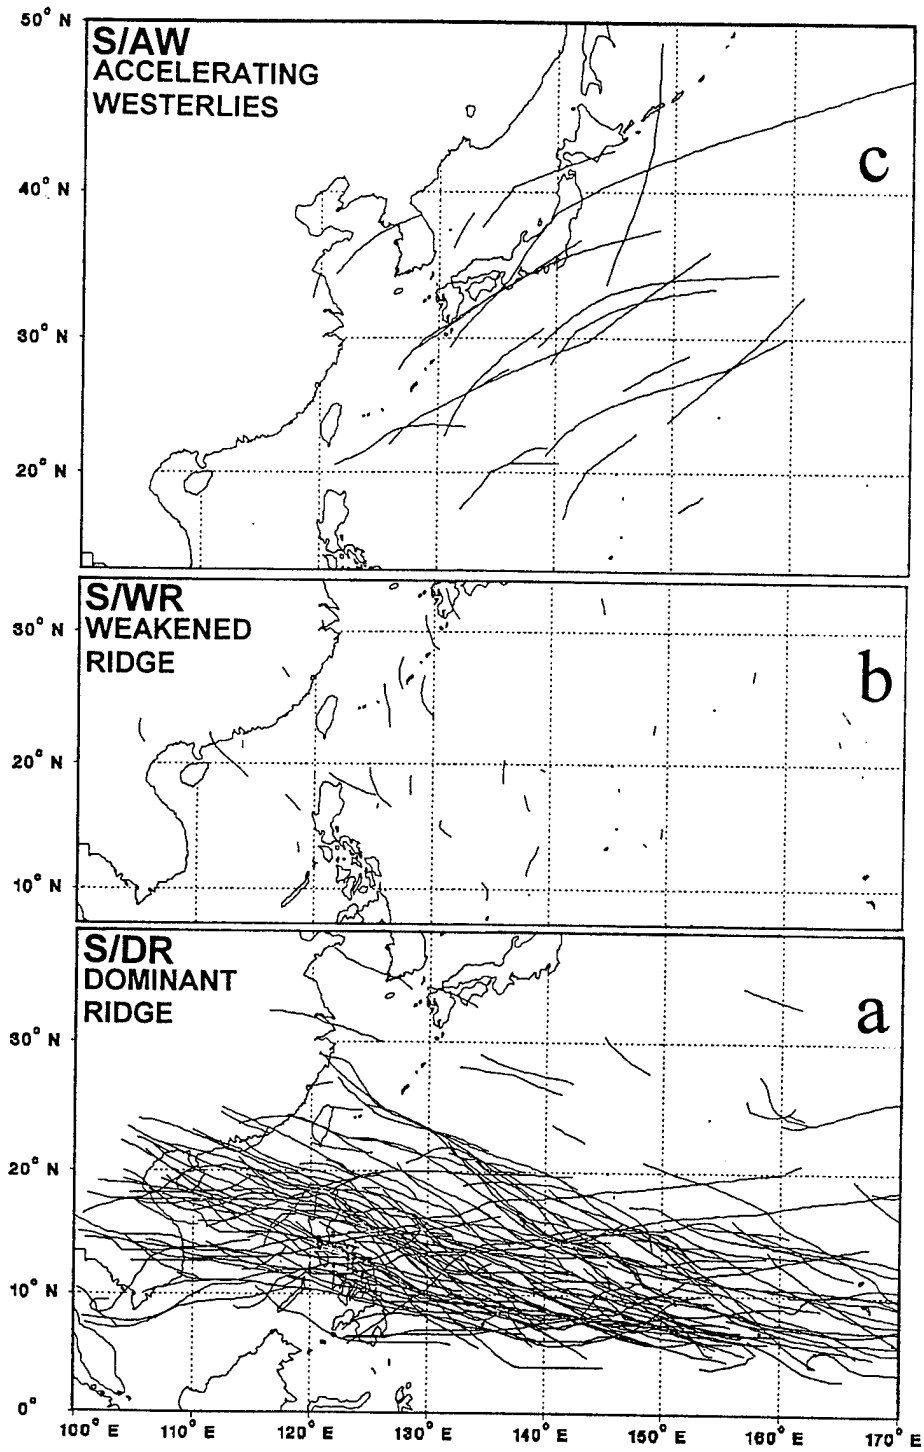 50° N
S/AW
ACCELERATING
WESTERLIES
c
40° N
30° N
20° N
S/WR
WEAKENED
RIDGE
b
30° N
20° N
10° N
S/DR
DOMINANT
RIDGE
a
30° N
20° N
10° N
0°
100° E 110° E 120° E 130° E 140° E 150° E 160° E 170° E